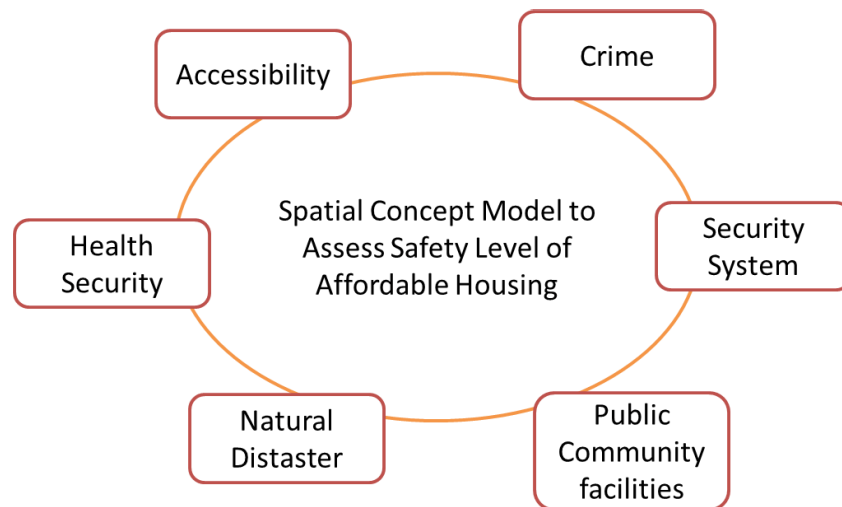 Accessibility
Crime
Spatial Concept Model to
Assess Safety Level of
Affordable Housing
Health
Security
Security
System
Natural
Distaster
Public
Community
facilities